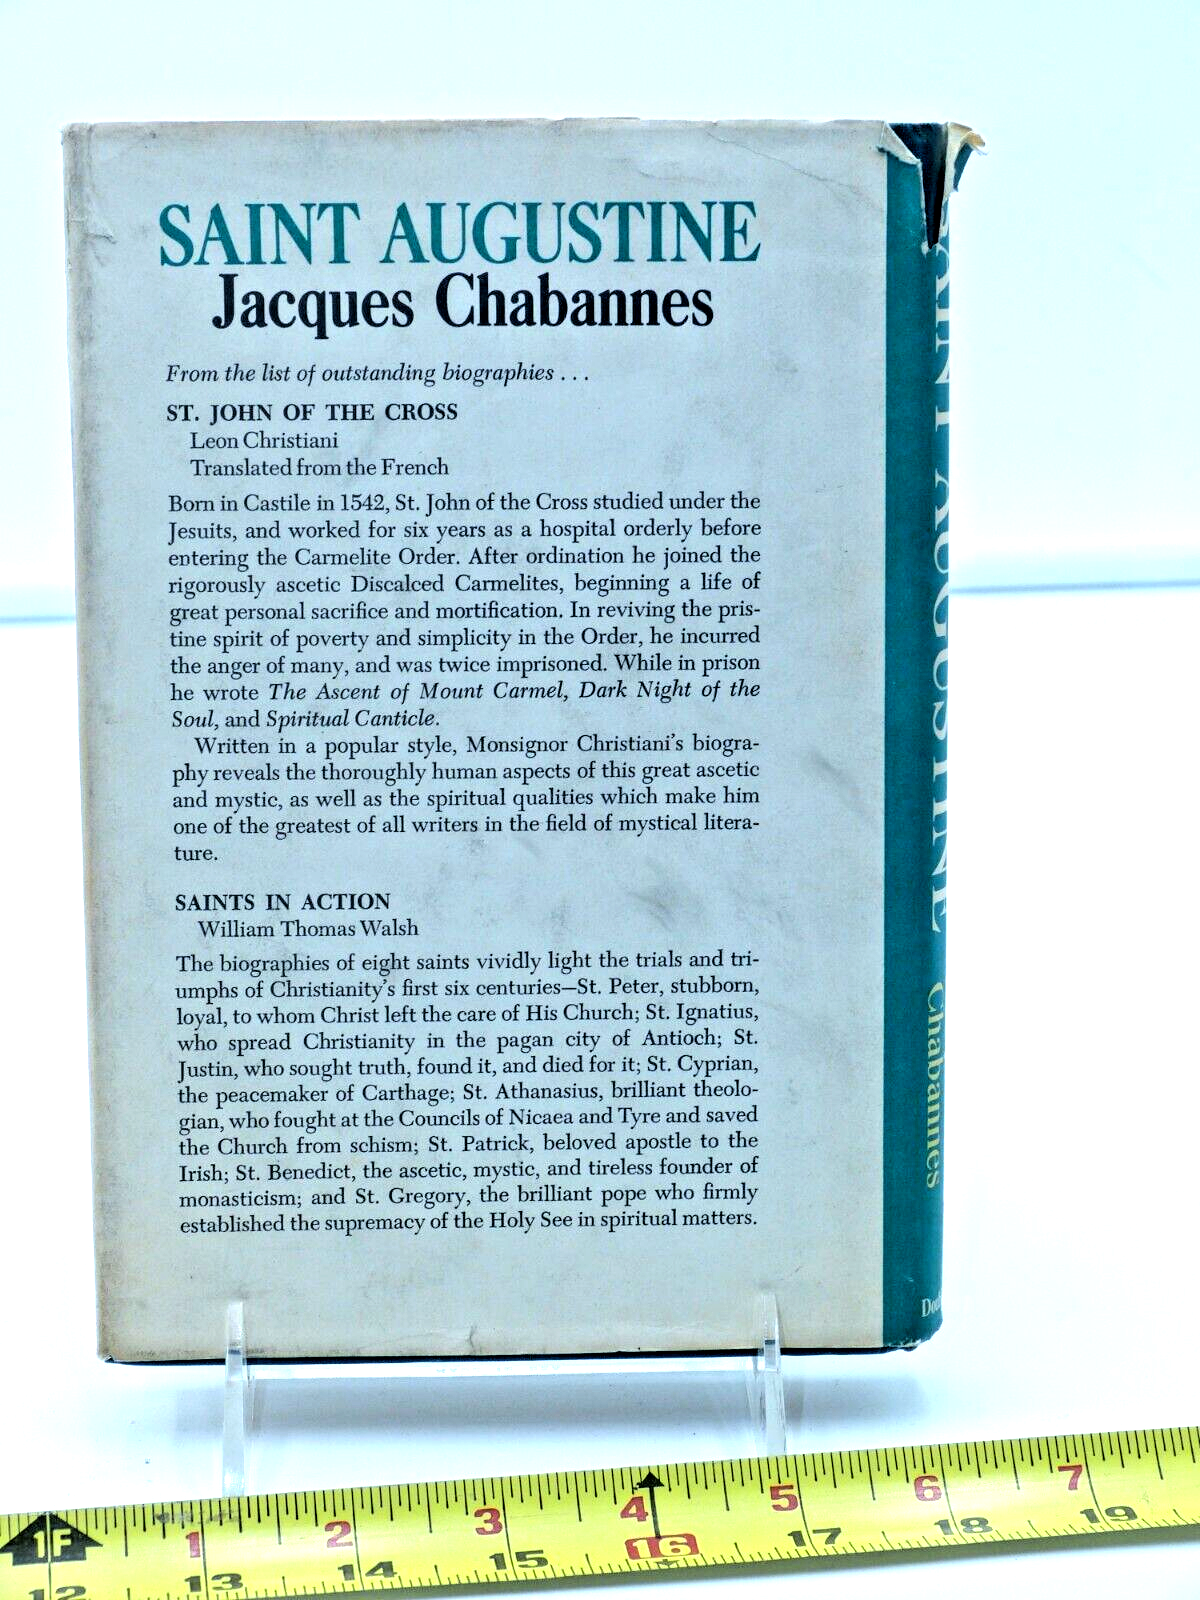 SAINT AUGUSTINE
Jacques Chabannes
From the list of outstanding biographies . . .
ST. JOHN OF THE CROSS
Leon Christiani
Translated from the French
Born in Castile in 1542, St. John of the Cross studied under the
Jesuits, and worked for six years as a hospital orderly before
entering the Carmelite Order. After ordination he joined the
rigorously ascetic Discalced Carmelites, beginning a life of
great personal sacrifice and mortification. In reviving the pris-
tine spirit of poverty and simplicity in the Order, he incurred
the anger of many, and was twice imprisoned. While in prison
he wrote The Ascent of Mount Carmel, Dark Night of the
Soul, and Spiritual Canticle.
Written in a popular style, Monsignor Christiani's biogra-
phy reveals the thoroughly human aspects of this great ascetic
and mystic, as well as the spiritual qualities which make him
one of the greatest of all writers in the field of mystical litera-
ture.
SAINTS IN ACTION
William Thomas Walsh
The biographies of eight saints vividly light the trials and tri-
umphs of Christianity's first six centuries—St. Peter, stubborn,
loyal, to whom Christ left the care of His Church; St. Ignatius,
who spread Christianity in the pagan city of Antioch; St.
Justin, who sought truth, found it, and died for it; St. Cyprian,
the peacemaker of Carthage; St. Athanasius, brilliant theolo-
gian, who fought at the Councils of Nicaea and Tyre and saved
the Church from schism; St. Patrick, beloved apostle to the
Irish; St. Benedict, the ascetic, mystic, and tireless founder of
monasticism; and St. Gregory, the brilliant pope who firmly
established the supremacy of the Holy See in spiritual matters.
SAINT AUGUSTINE Chabannes
1F 1 2 3 4 5 6 7
12 13 14 15 16 17 18 19